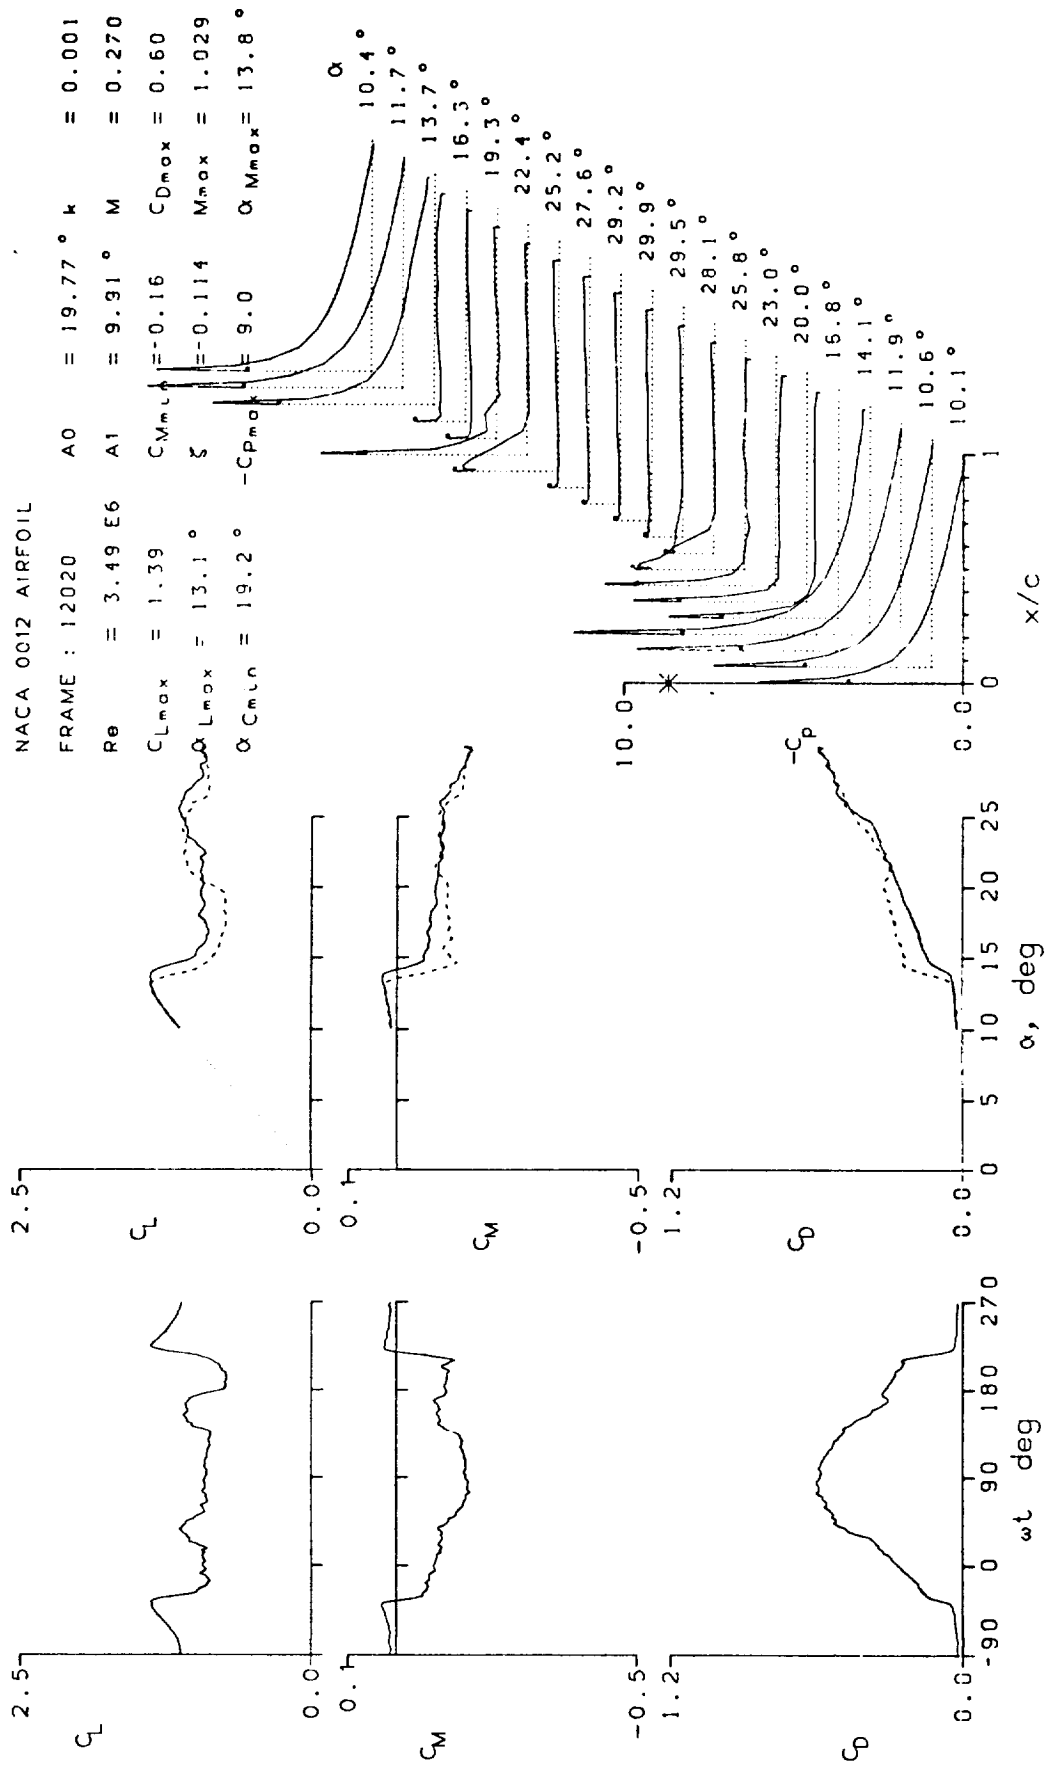 NACA 0012 AIRFOIL
FRAME : 12020 A0 = 19.77 ° k = 0.001
Re = 3.49 E6 A1 = 9.91 ° M = 0.270
C_Lmax = 1.39 C_Mmin =-0.16 C_Dmax = 0.60
α_Lmax = 13.1 ° ζ =-0.114 M_max = 1.029
α_Cmin = 19.2 ° -C_Pmax = 9.0 α_Mmax = 13.8 °
2.5
C_L
0.0
0.1
C_M
-0.5
1.2
C_D
0.0
-90 0 90 180 270
ωt deg
2.5
C_L
0.0
0.1
C_M
-0.5
1.2
C_D
0.0
0 5 10 15 20 25
α, deg
10.0
-C_P
0.0
0 1
x/c
α
10.4 °
11.7 °
13.7 °
16.3 °
19.3 °
22.4 °
25.2 °
27.6 °
29.2 °
29.9 °
29.5 °
28.1 °
25.8 °
23.0 °
20.0 °
16.8 °
14.1 °
11.9 °
10.6 °
10.1 °